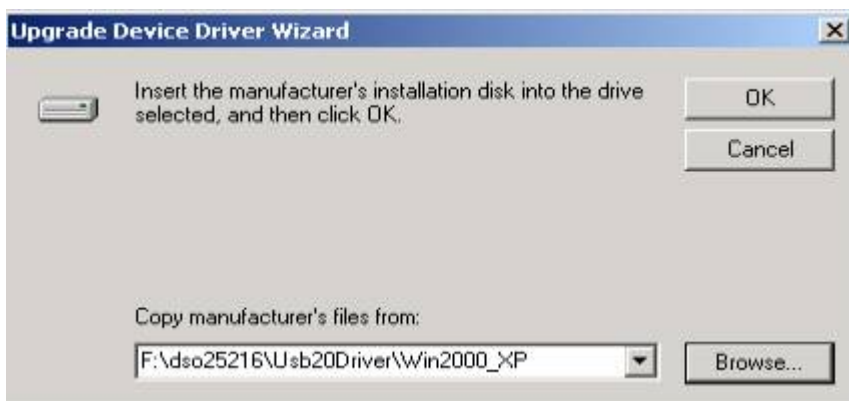 Upgrade Device Driver Wizard
Insert the manufacturer's installation disk into the drive
selected, and then click OK.
OK
Cancel
Copy manufacturer's files from:
F:\dso25216\Usb20Driver\Win2000_XP
Browse...